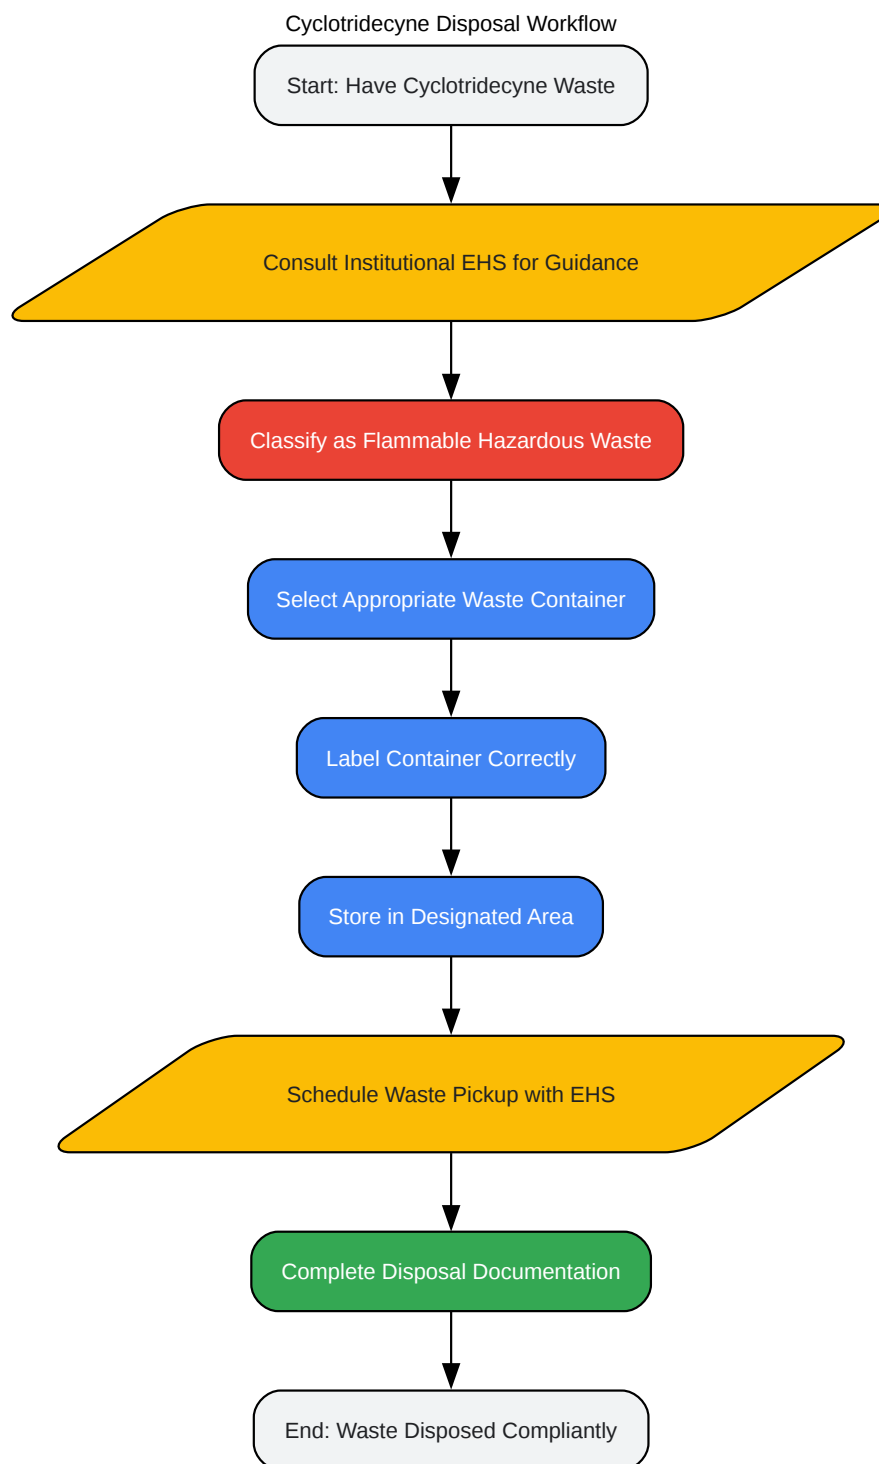 Cyclotridecyne Disposal Workflow
Start: Have Cyclotridecyne Waste
Consult Institutional EHS for Guidance
Classify as Flammable Hazardous Waste
Select Appropriate Waste Container
Label Container Correctly
Store in Designated Area
Schedule Waste Pickup with EHS
Complete Disposal Documentation
End: Waste Disposed Compliantly